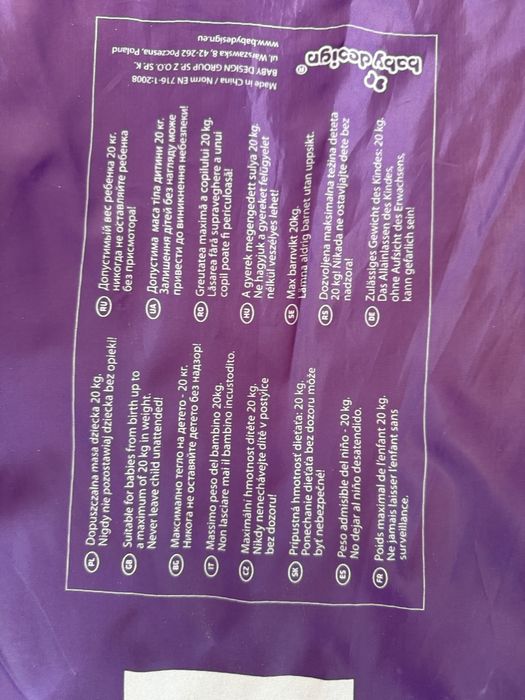 PL Dopuszczalna masa dziecka 20 kg.
Nigdy nie pozostawiaj dziecka bez opieki!
GB Suitable for babies from birth up to
a maximum of 20 kg in weight.
Never leave child unattended!
BG Максимално тегло на детето - 20 кг.
Никога не оставяйте детето без надзор!
IT Massimo peso del bambino 20kg.
Non lasciare mai il bambino incustodito.
CZ Maximální hmotnost dítěte 20 kg.
Nikdy nenechávejte dítě v postýlce
bez dozoru!
SK Prípustná hmotnosť dieťaťa: 20 kg.
Ponechanie dieťaťa bez dozoru môže
byť nebezpečné!
ES Peso admisible del niño - 20 kg.
No dejar al niño desatendido.
FR Poids maximal de l'enfant 20 kg.
Ne jamais laisser l'enfant sans
surveillance.
RU Допустимый вес ребенка 20 кг.
никогда не оставляйте ребенка
без присмотора!
UA Допустима маса тіла дитини 20 кг.
Залишення дітей без нагляду може
привести до виникнення небезпеки!
RO Greutatea maximă a copilului 20 kg.
Lăsarea fără supraveghere a unui
copil poate fi periculoasă!
HU A gyerek megengedett sulya 20 kg.
Ne hagyjuk a gyereket felügyelet
nélkül veszélyes lehet!
SE Max barnvikt 20kg.
Lämna aldrig barnet utan uppsikt.
RS Dozvoljena maksimalna težina deteta
20 kg! Nikada ne ostavljajte dete bez
nadzora!
DE Zulässiges Gewicht des Kindes: 20 kg.
Das Allainlassen des Kindes,
ohne Aufsicht des Erwachsens,
kann gefärlich sein!
Made in China / Norm / EN 716-1:2008
BABY DESIGN GROUP SP. Z O.O. SP. K.
ul. Warszawska 8, 42-262 Poczesna, Poland,
www.babydesign.eu
baby design®